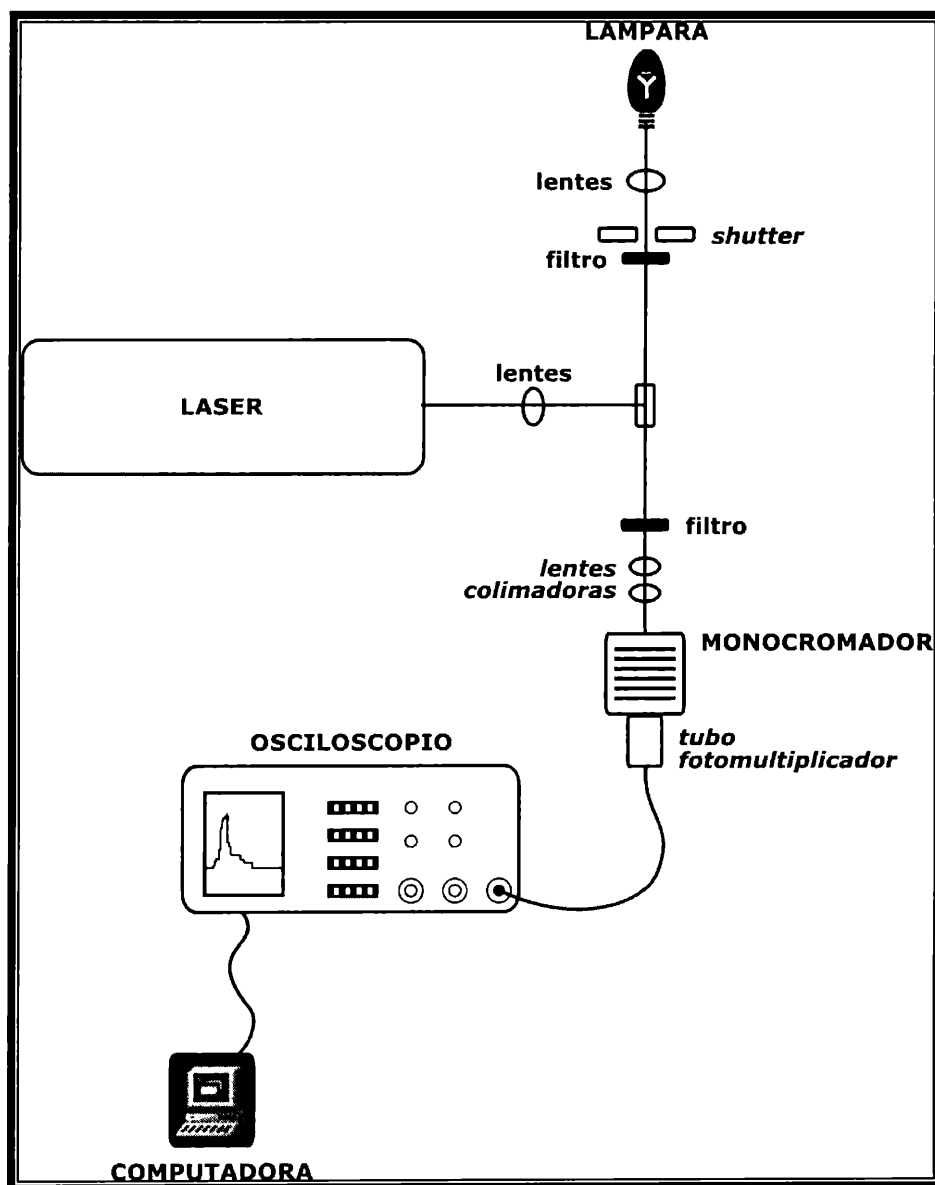 LAMPARA
lentes
shutter
filtro
lentes
LASER
filtro
lentes
colimadoras
MONOCROMADOR
OSCILOSCOPIO
tubo
fotomultiplicador
COMPUTADORA